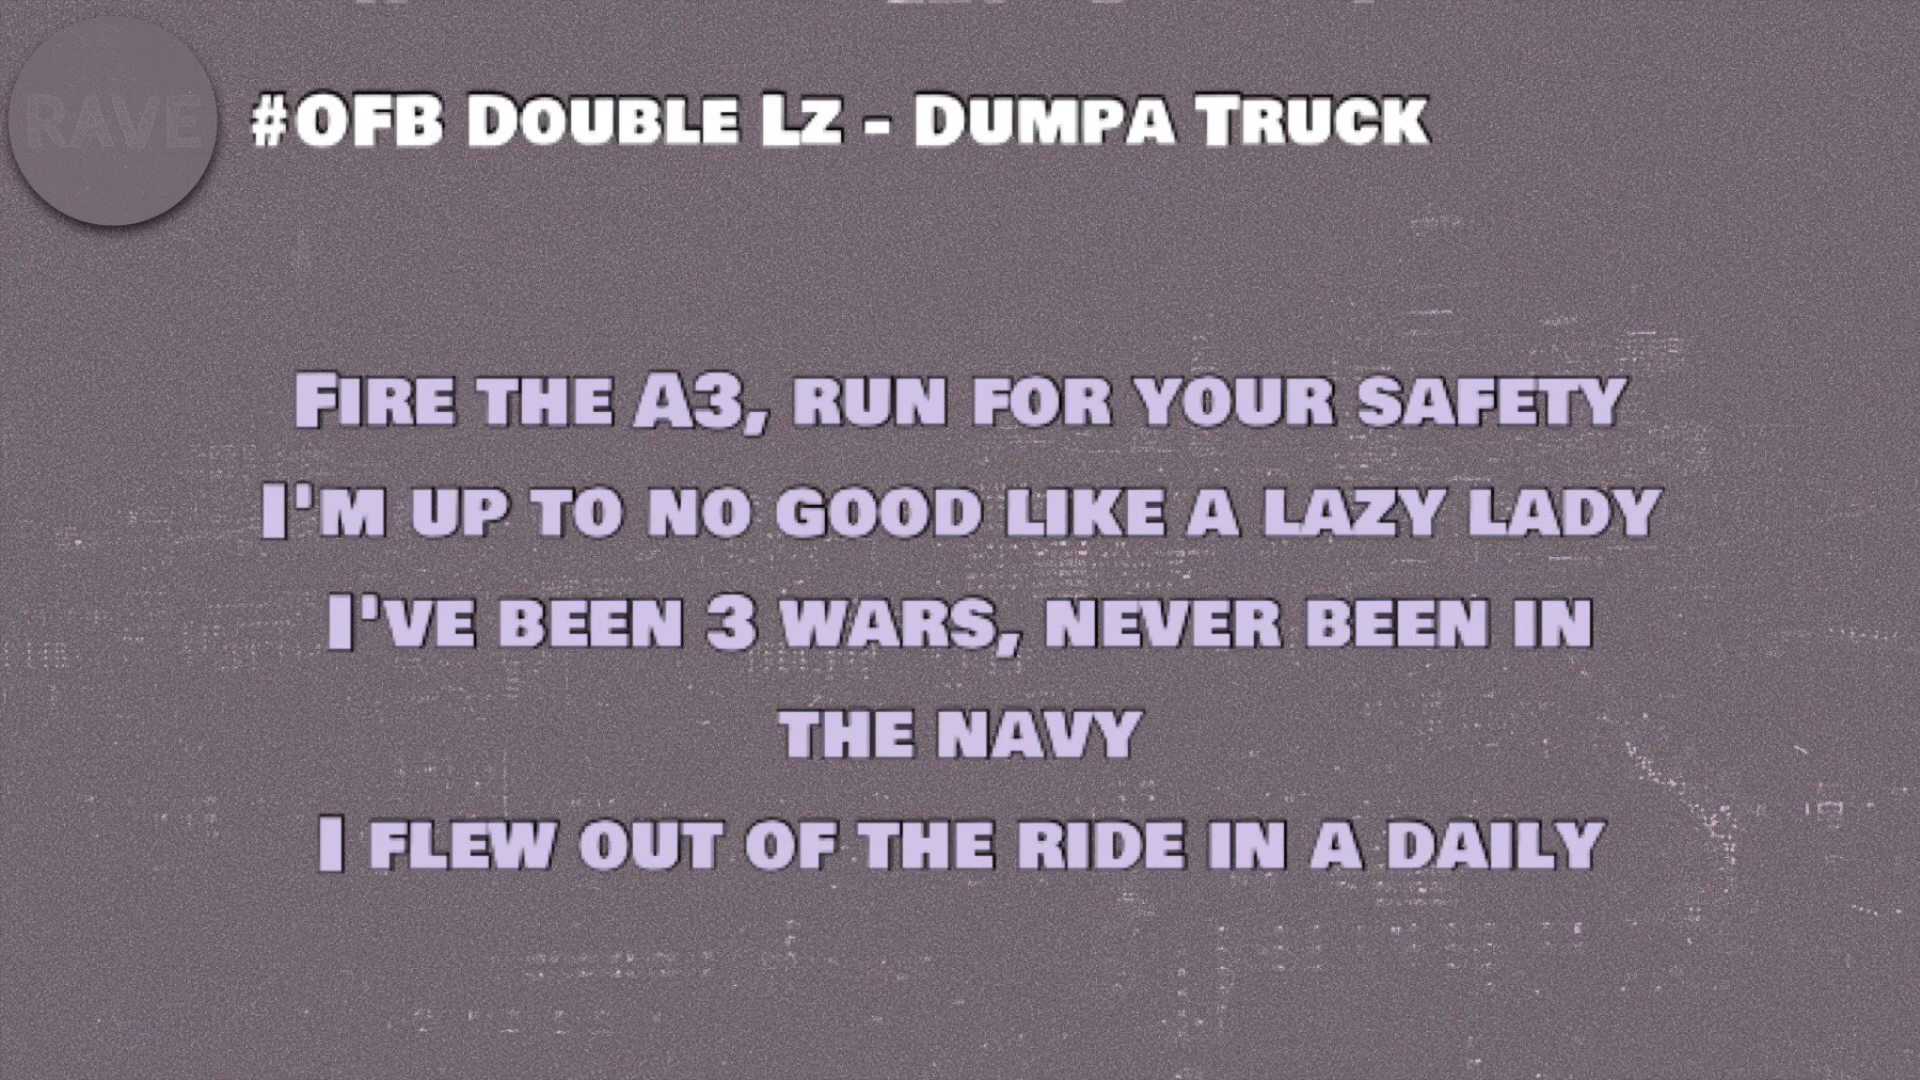 RAVE
#OFB Double Lz - Dumpa Truck
Fire the A3, run for your safety
I'm up to no good like a lazy lady
I've been 3 wars, never been in
the navy
I flew out of the ride in a daily